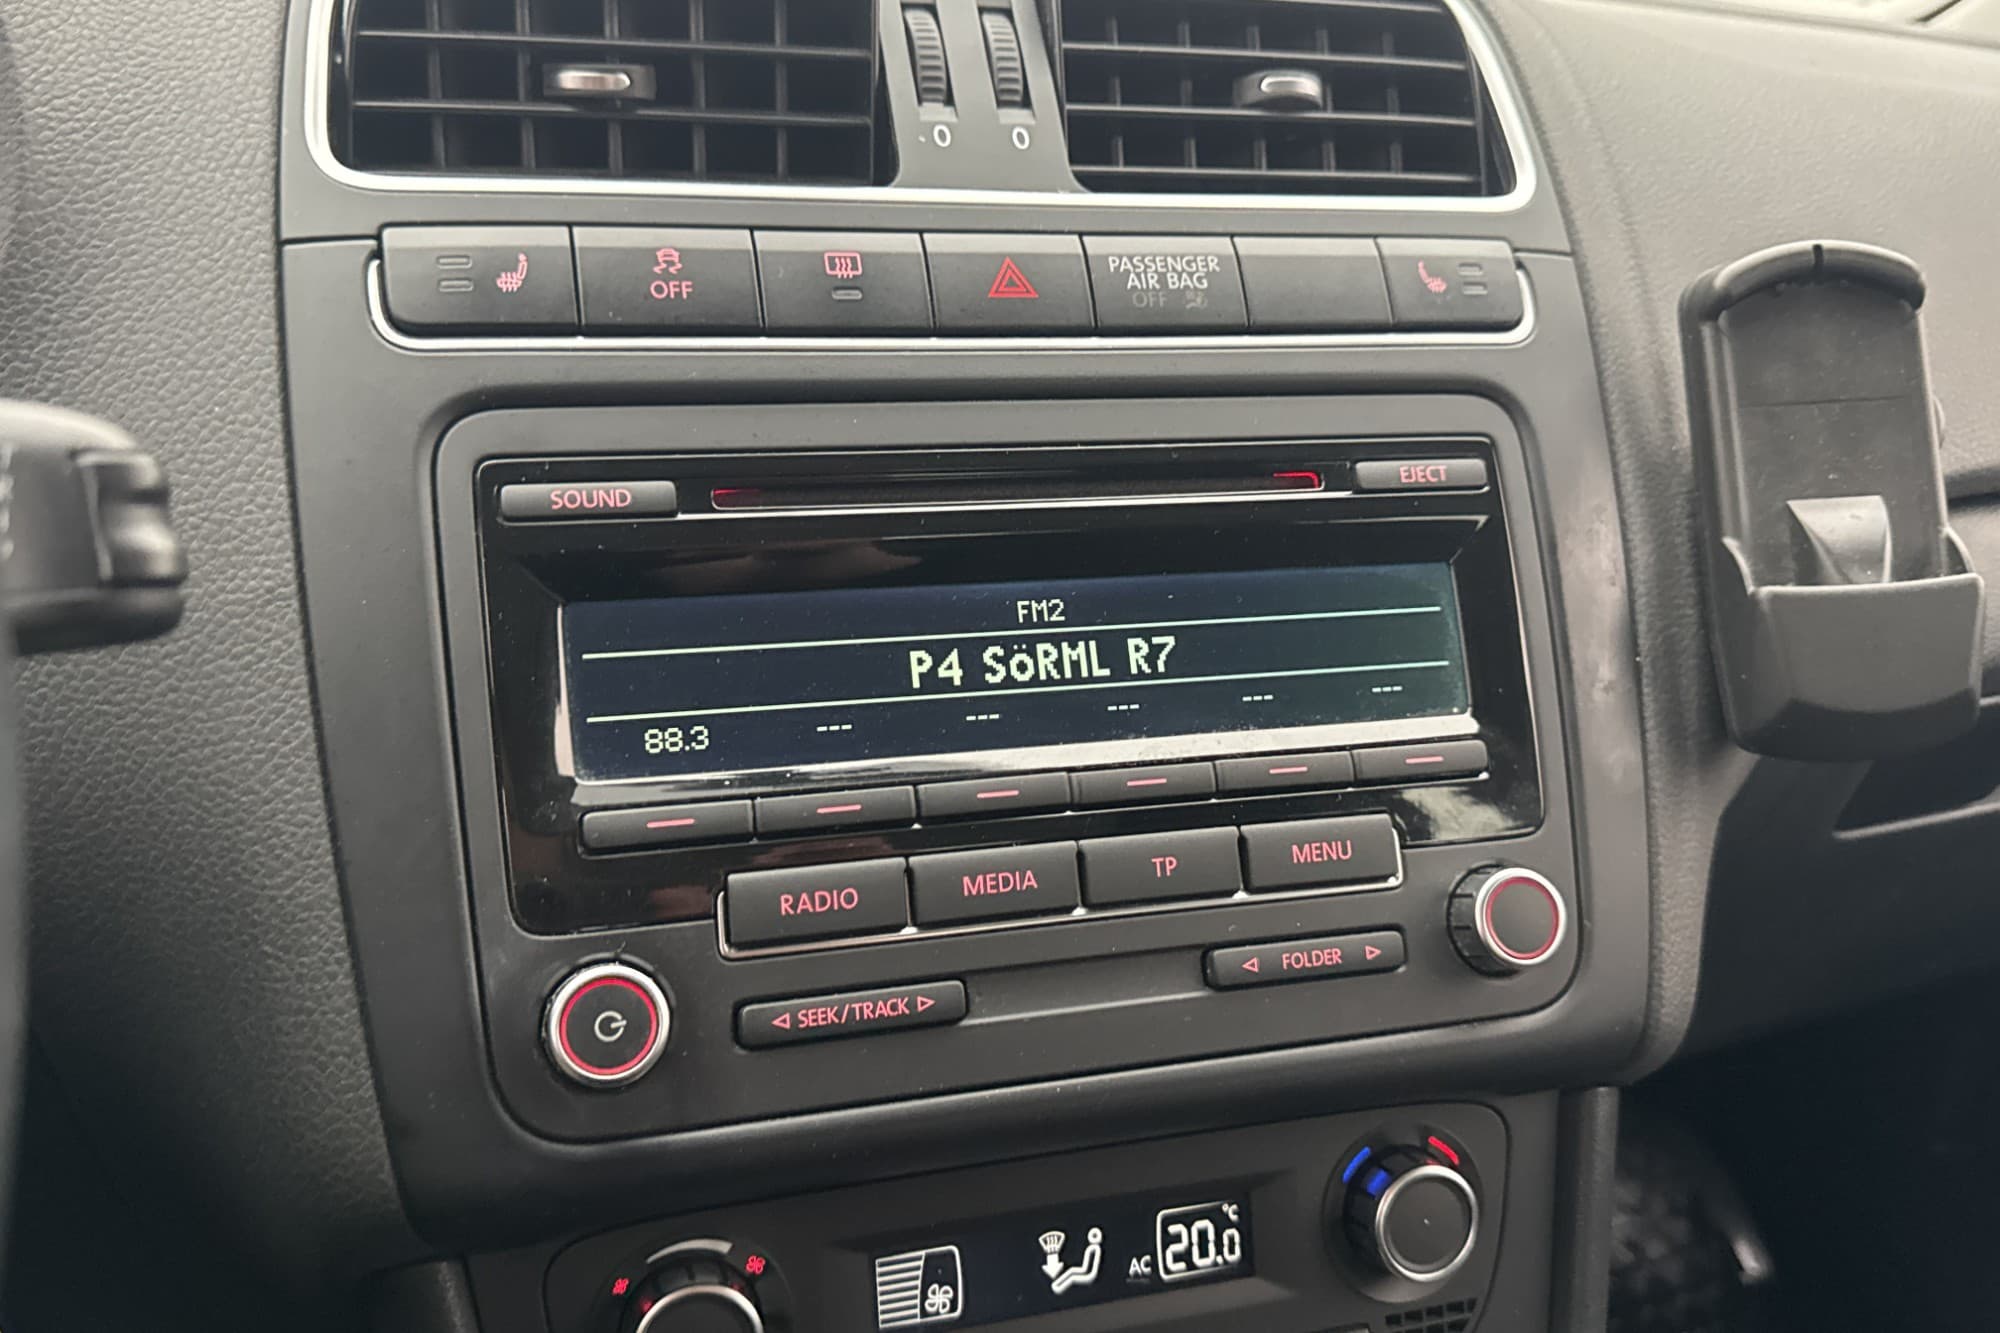 0 0
OFF
PASSENGER
AIR BAG
OFF
SOUND
EJECT
FM2
P4 SöRML R7
88.3 --- --- --- --- ---
RADIO MEDIA TP MENU
SEEK/TRACK
FOLDER
AC 20.0 °C